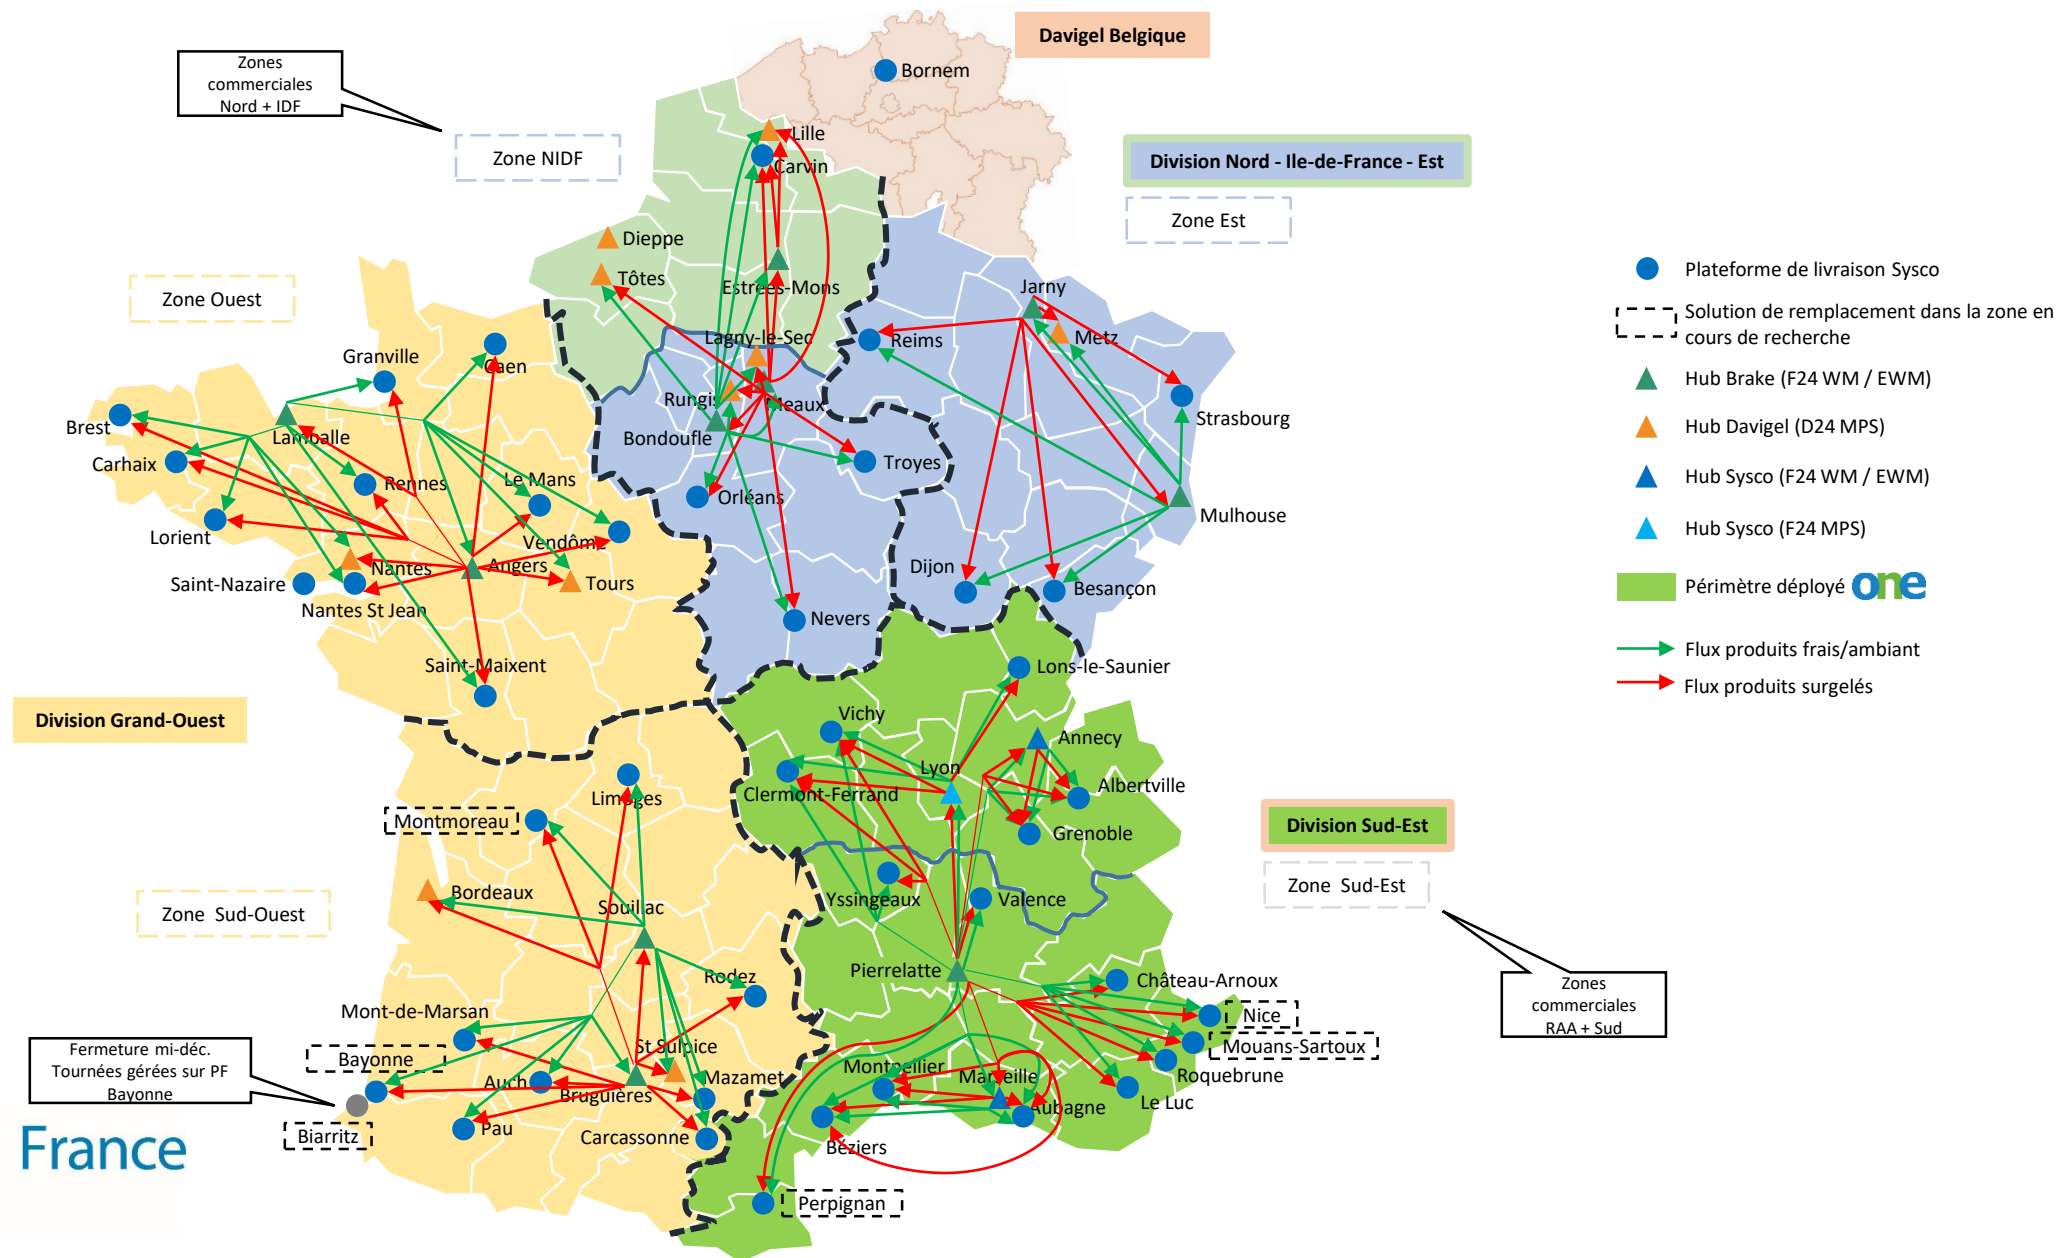 Davigel Belgique
Bornem
Zones
commerciales
Nord + IDF
Zone NIDF
Lille
Carvin
Division Nord - Ile-de-France - Est
Zone Est
Dieppe
Tôtes
Estrées-Mons
Zone Ouest
Jarny
Metz
Reims
Lagny-le-Sec
Granville
Caen
Rungis
Meaux
Strasbourg
Brest
Lamballe
Bondoufle
Carhaix
Rennes
Le Mans
Troyes
Orléans
Mulhouse
Lorient
Vendôme
Nantes
Angers
Tours
Saint-Nazaire
Nantes St Jean
Dijon
Besançon
Nevers
Saint-Maixent
Lons-le-Saunier
Division Grand-Ouest
Vichy
Annecy
Lyon
Albertville
Clermont-Ferrand
Limoges
Montmoreau
Grenoble
Division Sud-Est
Zone Sud-Est
Bordeaux
Yssingeaux
Valence
Zone Sud-Ouest
Souillac
Pierrelatte
Rodez
Château-Arnoux
Mont-de-Marsan
Nice
Zones
commerciales
RAA + Sud
Mouans-Sartoux
Bayonne
St Sulpice
Montpellier
Marseille
Roquebrune
Fermeture mi-déc.
Tournées gérées sur PF
Bayonne
Auch
Bruguières
Mazamet
Aubagne
Le Luc
Biarritz
Pau
Carcassonne
Béziers
France
Perpignan
Plateforme de livraison Sysco
Solution de remplacement dans la zone en
cours de recherche
Hub Brake (F24 WM / EWM)
Hub Davigel (D24 MPS)
Hub Sysco (F24 WM / EWM)
Hub Sysco (F24 MPS)
Périmètre déployé one
Flux produits frais/ambiant
Flux produits surgelés